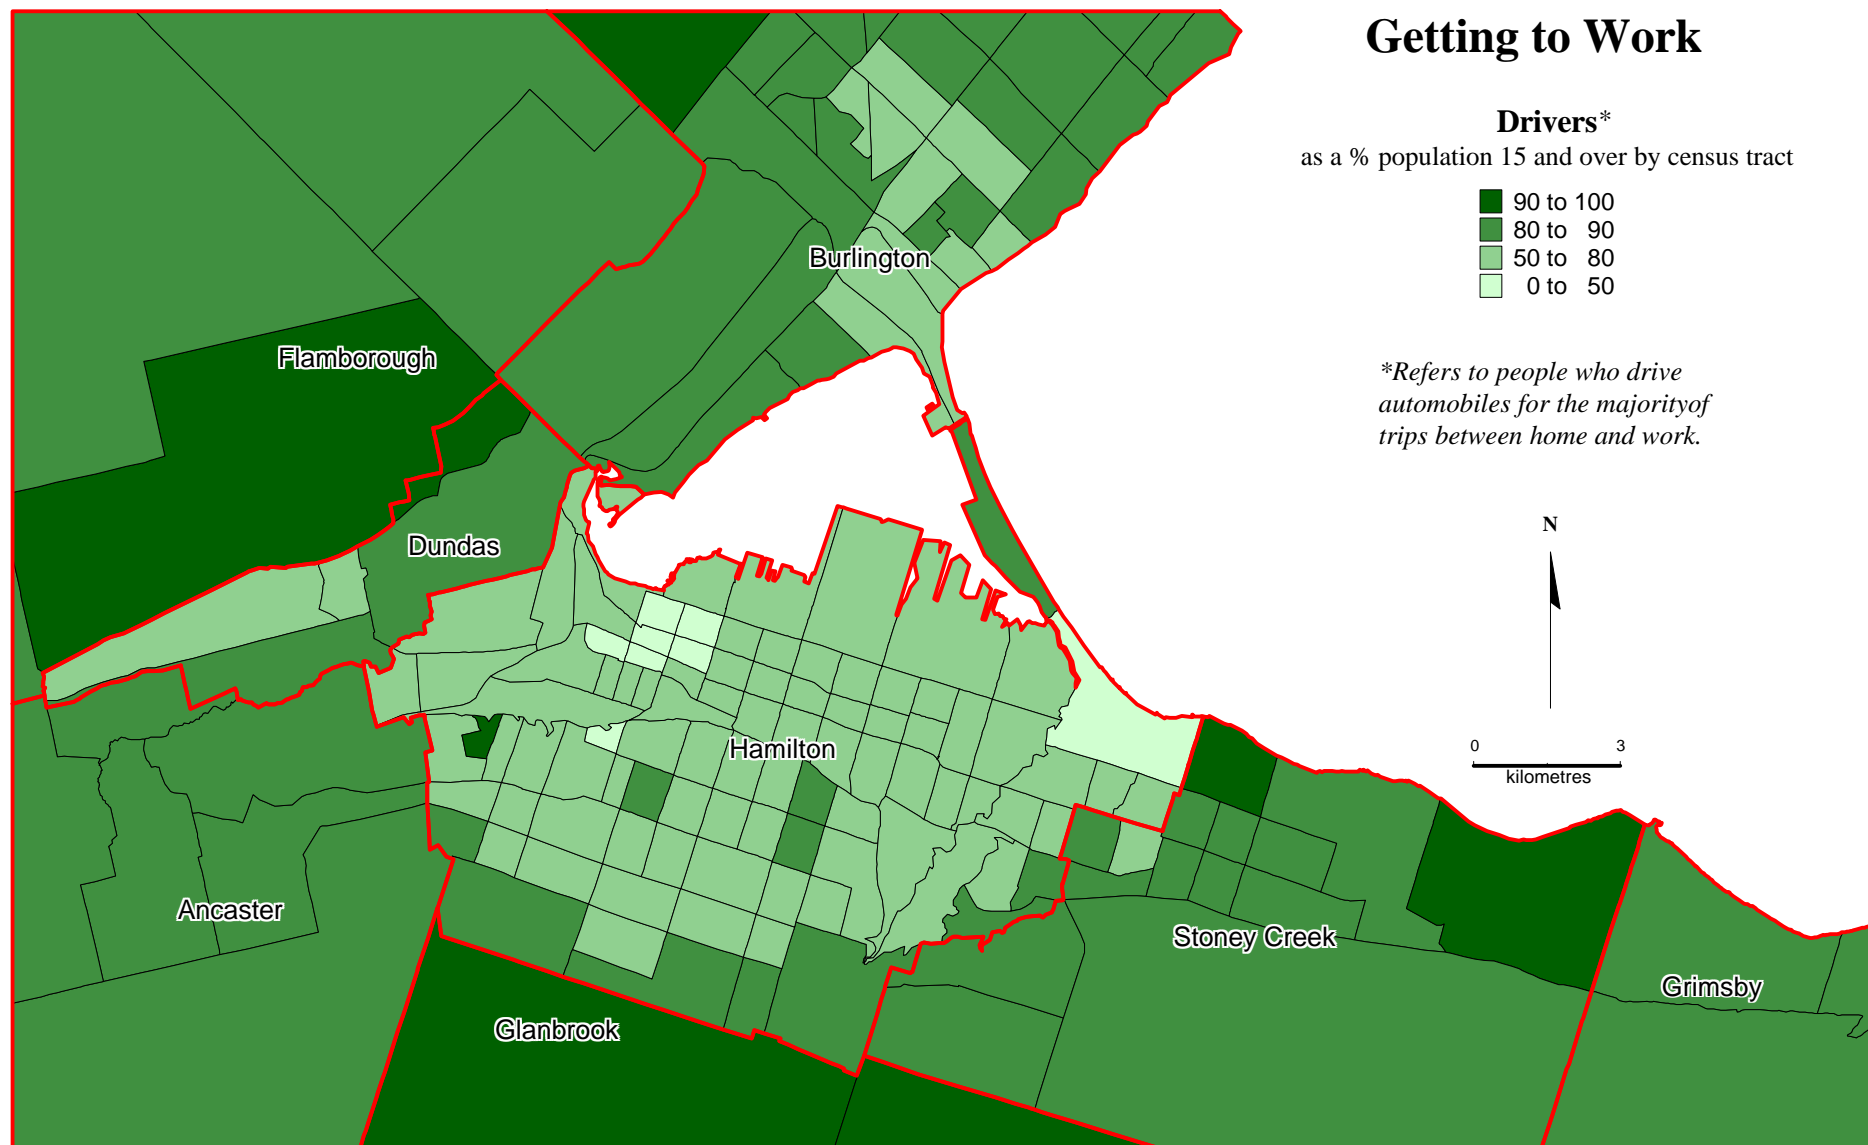 Getting to Work
Drivers*
as a % population 15 and over by census tract
90 to 100
80 to 90
50 to 80
0 to 50
*Refers to people who drive
automobiles for the majorityof
trips between home and work.
N
0 3
kilometres
Burlington
Flamborough
Dundas
Hamilton
Ancaster
Stoney Creek
Grimsby
Glanbrook